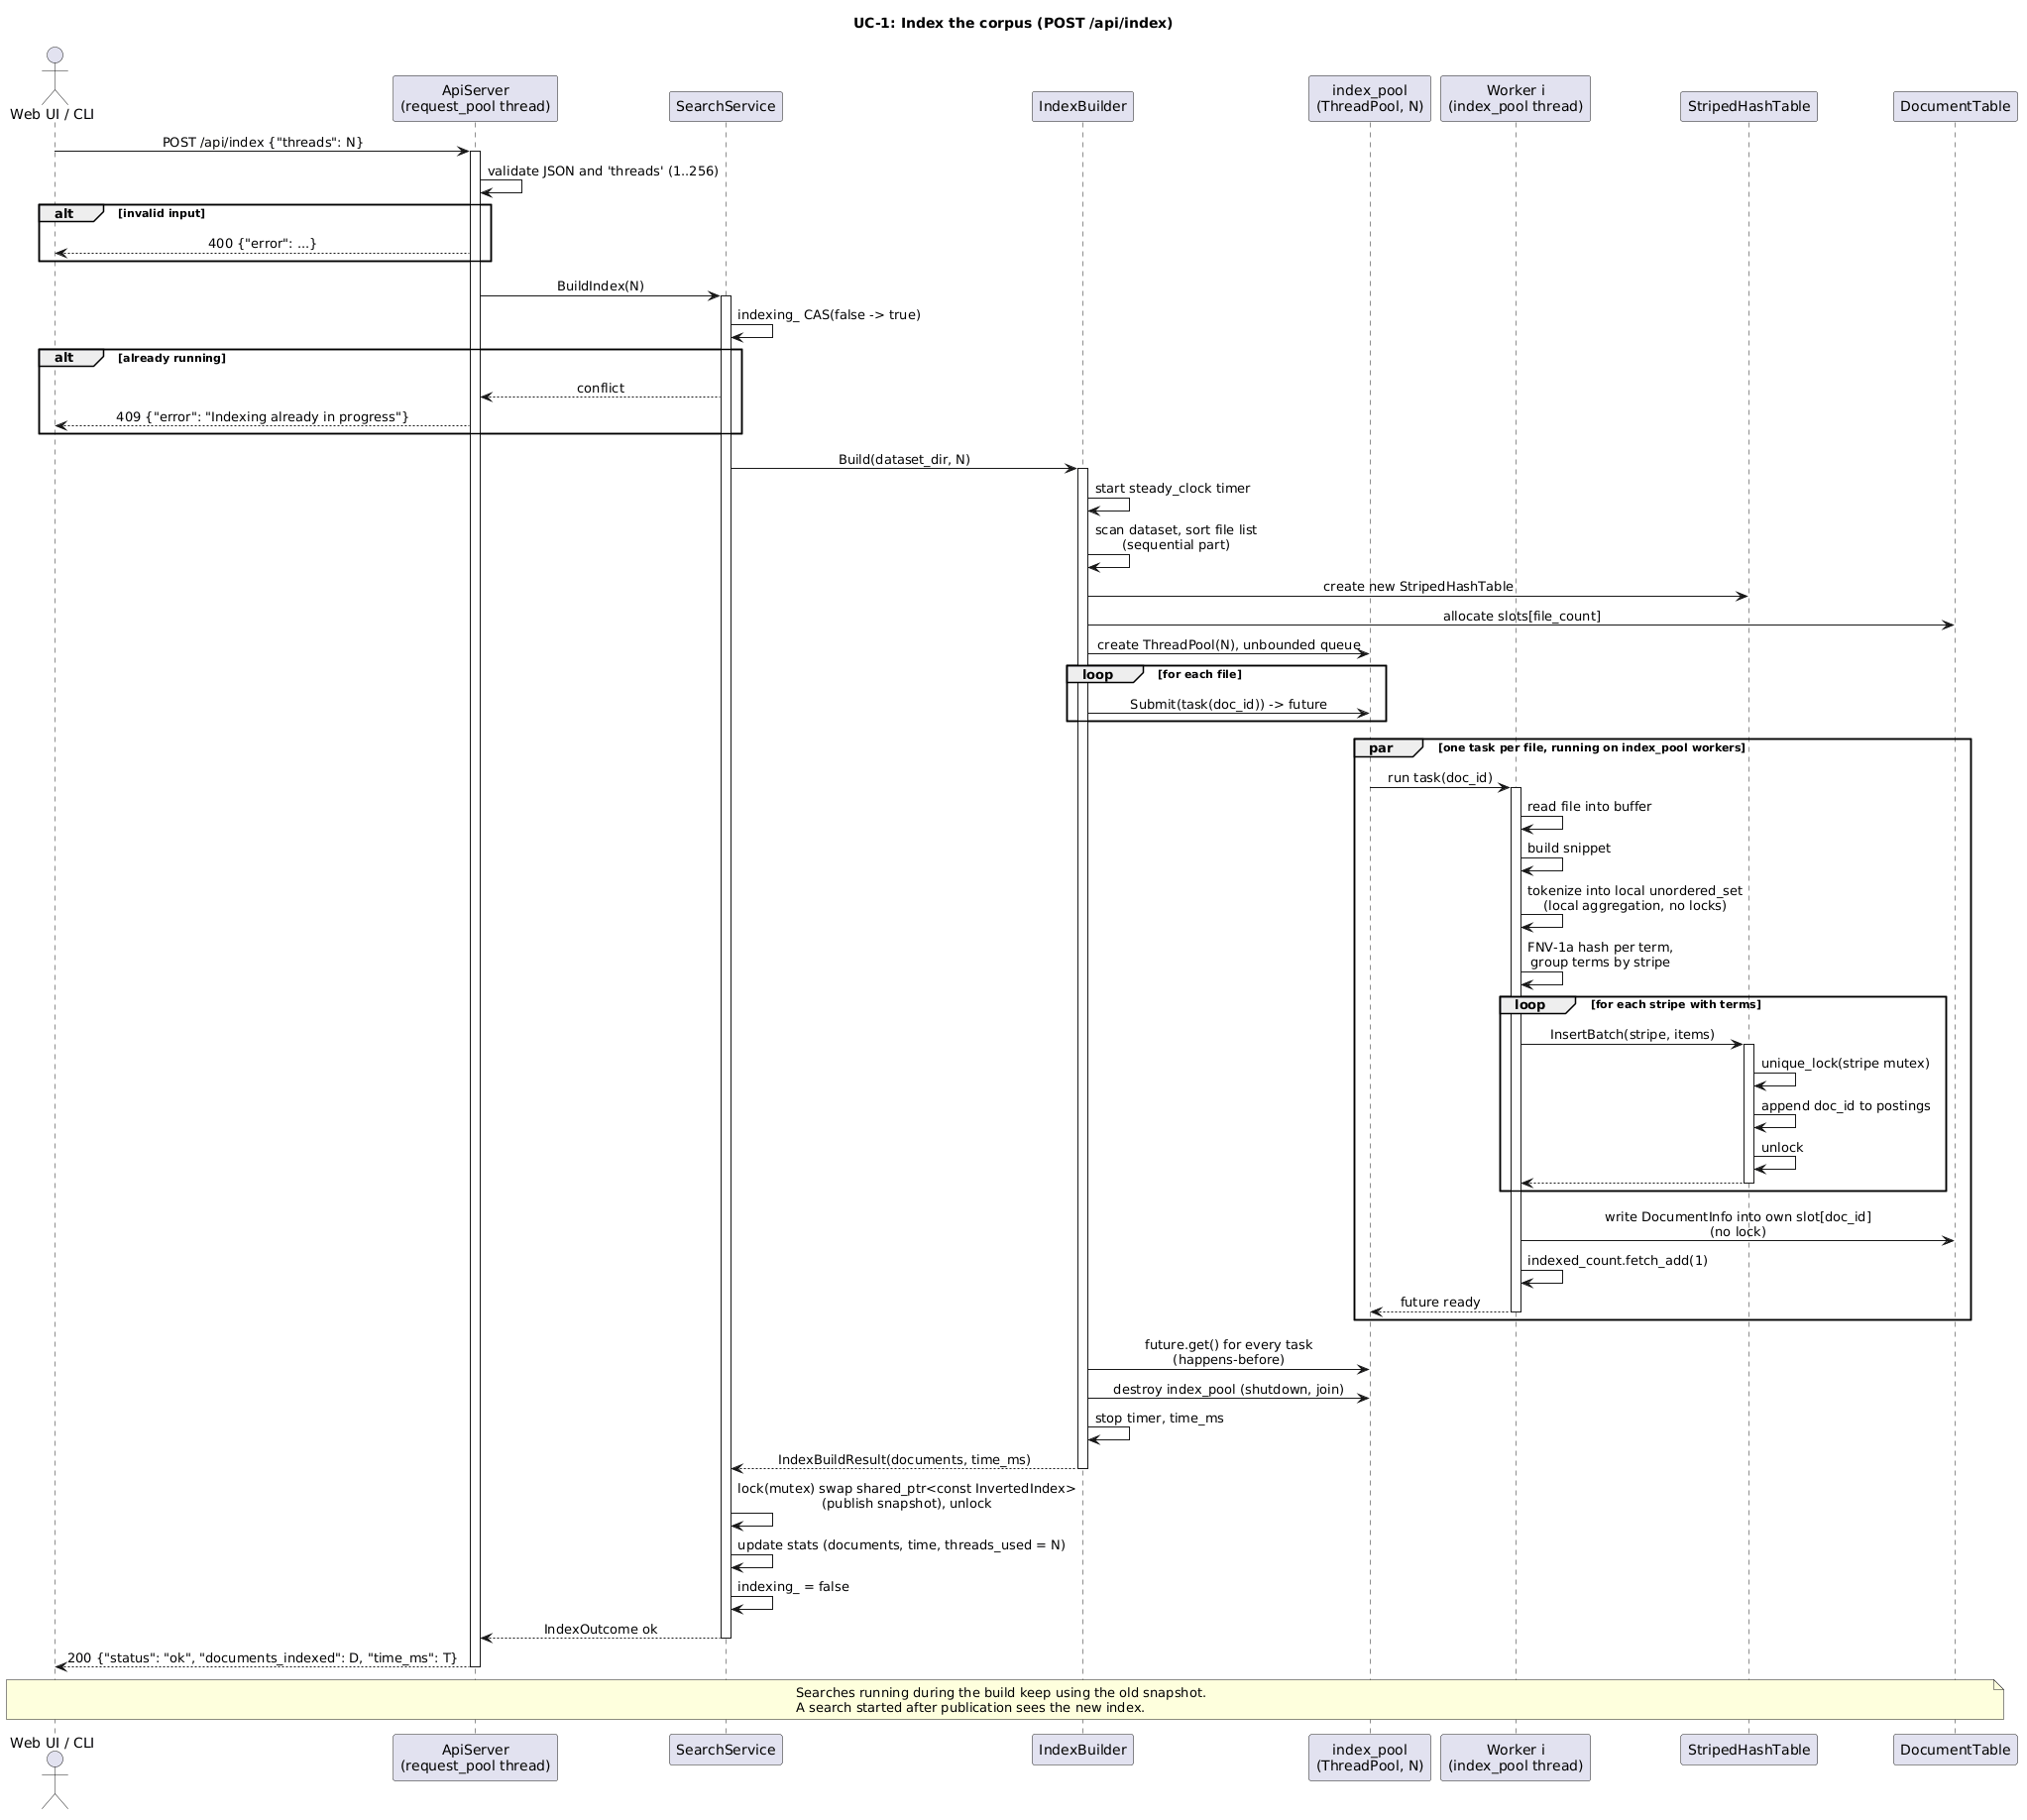 UC-1: Index the corpus (POST /api/index)
Web UI / CLI
ApiServer
(request_pool thread)
SearchService
IndexBuilder
index_pool
(ThreadPool, N)
Worker i
(index_pool thread)
StripedHashTable
DocumentTable
POST /api/index {"threads": N}
validate JSON and 'threads' (1..256)
alt [invalid input]
400 {"error": ...}
BuildIndex(N)
indexing_ CAS(false -> true)
alt [already running]
conflict
409 {"error": "Indexing already in progress"}
Build(dataset_dir, N)
start steady_clock timer
scan dataset, sort file list
(sequential part)
create new StripedHashTable
allocate slots[file_count]
create ThreadPool(N), unbounded queue
loop [for each file]
Submit(task(doc_id)) -> future
par [one task per file, running on index_pool workers]
run task(doc_id)
read file into buffer
build snippet
tokenize into local unordered_set
(local aggregation, no locks)
FNV-1a hash per term,
group terms by stripe
loop [for each stripe with terms]
InsertBatch(stripe, items)
unique_lock(stripe mutex)
append doc_id to postings
unlock
write DocumentInfo into own slot[doc_id]
(no lock)
indexed_count.fetch_add(1)
future ready
future.get() for every task
(happens-before)
destroy index_pool (shutdown, join)
stop timer, time_ms
IndexBuildResult(documents, time_ms)
lock(mutex) swap shared_ptr<const InvertedIndex>
(publish snapshot), unlock
update stats (documents, time, threads_used = N)
indexing_ = false
IndexOutcome ok
200 {"status": "ok", "documents_indexed": D, "time_ms": T}
Searches running during the build keep using the old snapshot.
A search started after publication sees the new index.
Web UI / CLI
ApiServer
(request_pool thread)
SearchService
IndexBuilder
index_pool
(ThreadPool, N)
Worker i
(index_pool thread)
StripedHashTable
DocumentTable